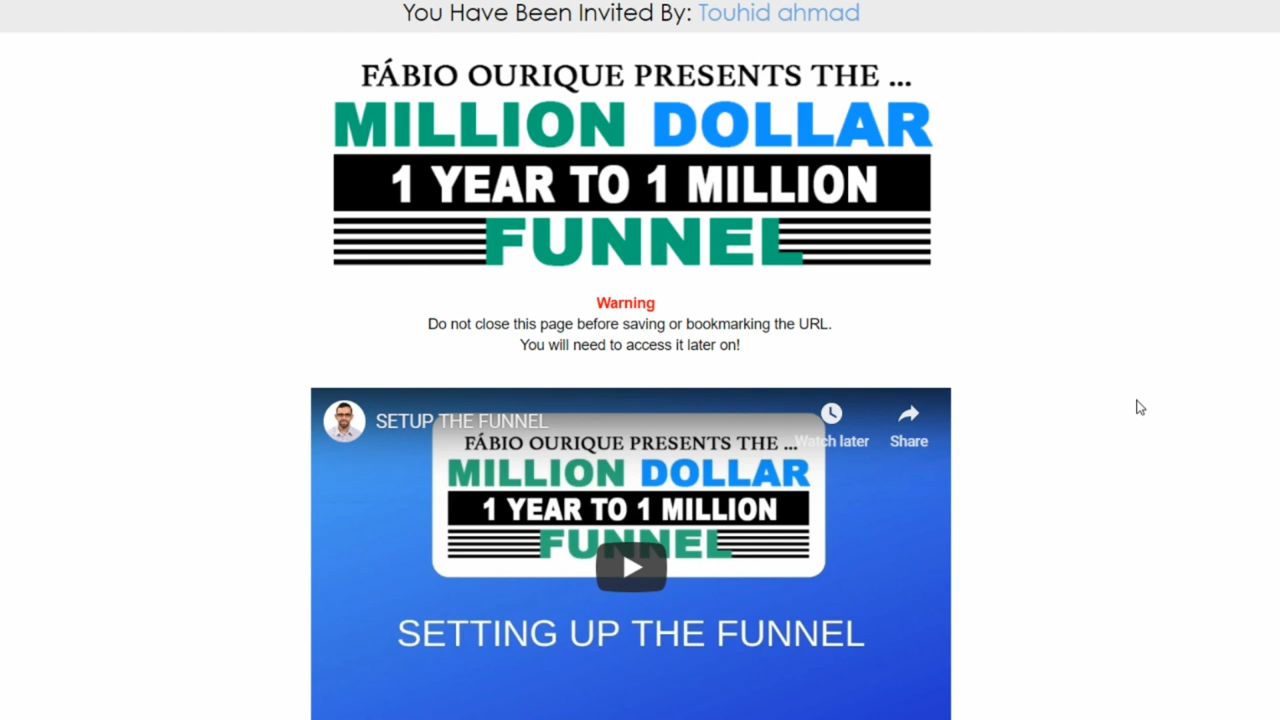 You Have Been Invited By: Touhid ahmad
FÁBIO OURIQUE PRESENTS THE ...
MILLION DOLLAR
1 YEAR TO 1 MILLION
FUNNEL
Warning
Do not close this page before saving or bookmarking the URL.
You will need to access it later on!
SETUP THE FUNNEL
Watch later
Share
FÁBIO OURIQUE PRESENTS THE ...
MILLION DOLLAR
1 YEAR TO 1 MILLION
FUNNEL
SETTING UP THE FUNNEL